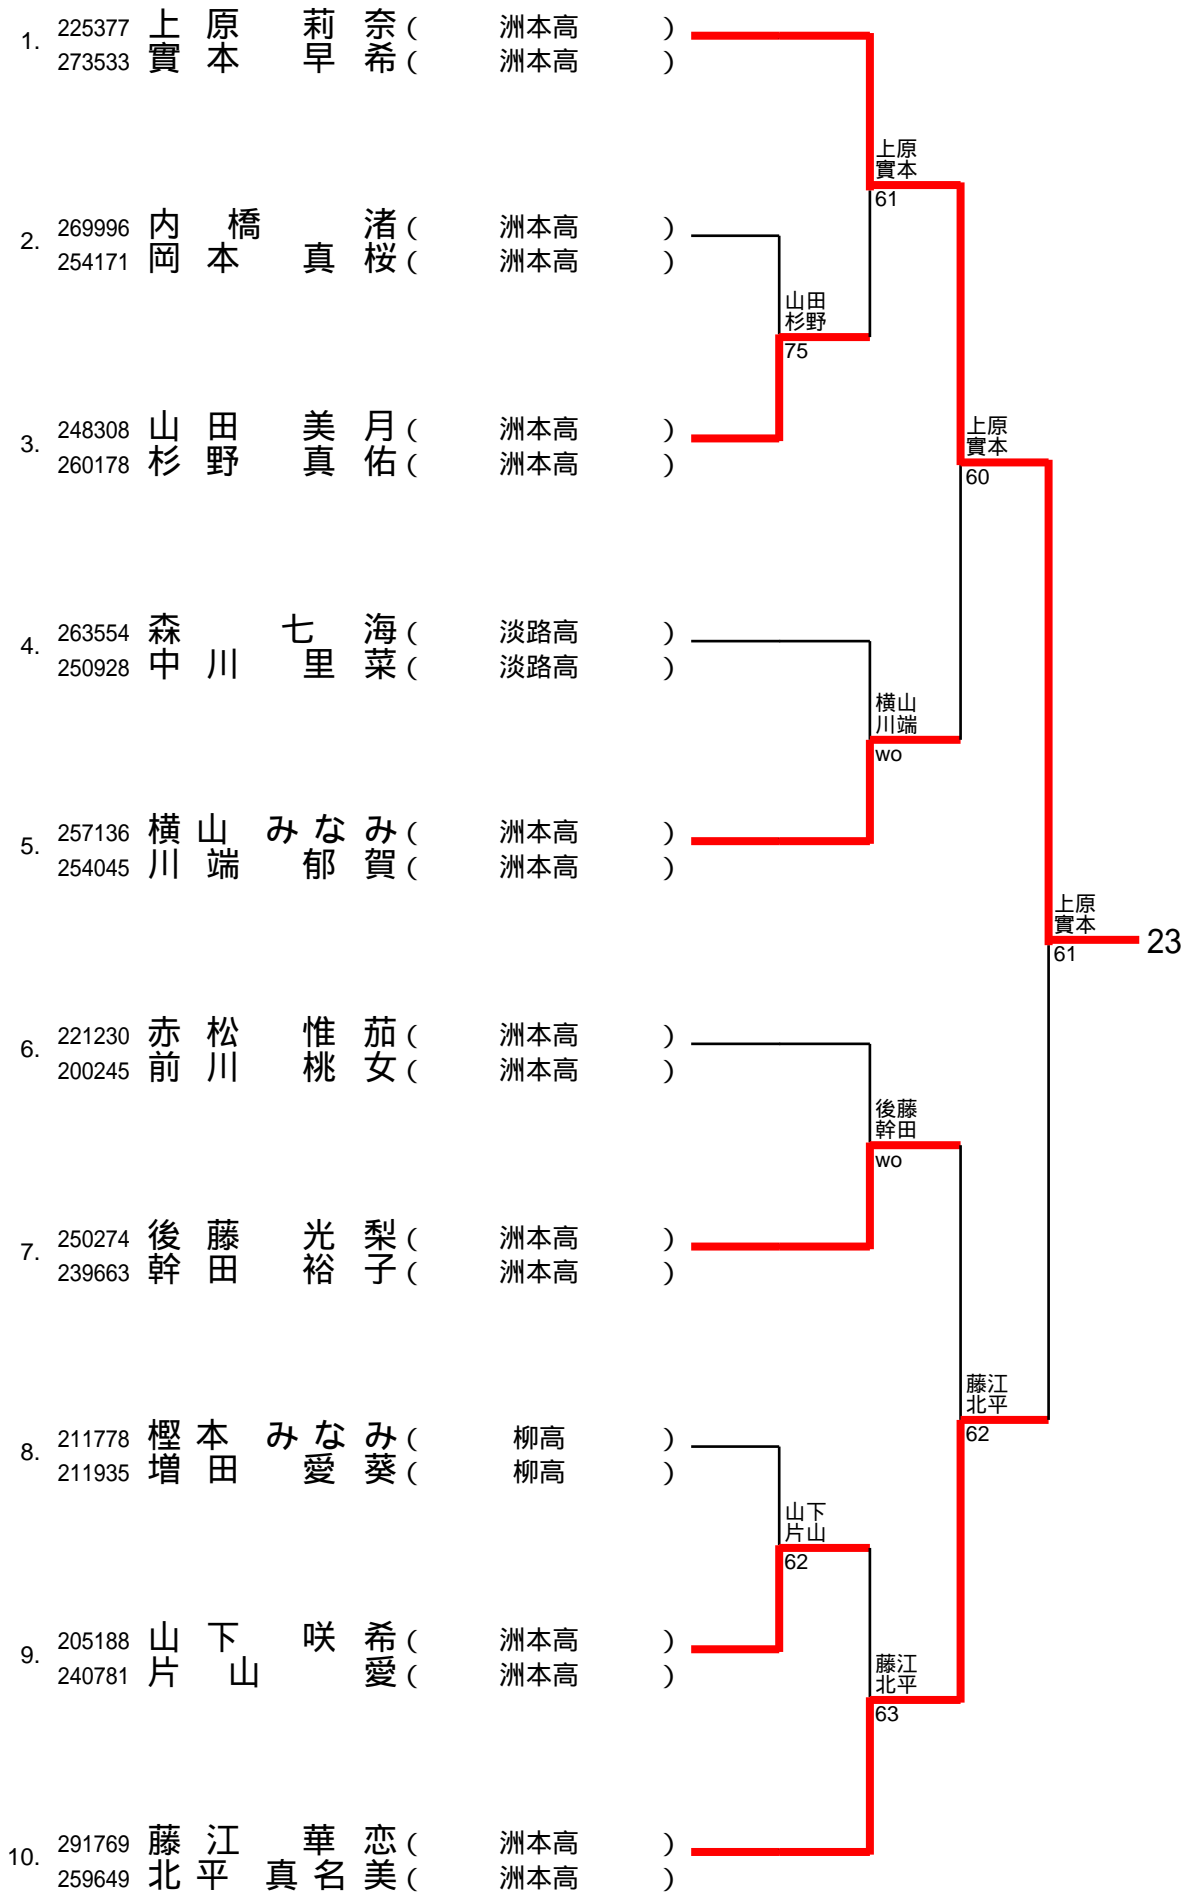 1. 225377 上原 莉奈 ( 洲本高 )
273533 實本 早希 ( 洲本高 )
上原
實本
61
2. 269996 内橋 渚 ( 洲本高 )
254171 岡本 真桜 ( 洲本高 )
山田
杉野
75
3. 248308 山田 美月 ( 洲本高 )
260178 杉野 真佑 ( 洲本高 )
上原
實本
60
4. 263554 森 七海 ( 淡路高 )
250928 中川 里菜 ( 淡路高 )
横山
川端
wo
5. 257136 横山 みなみ ( 洲本高 )
254045 川端 郁賀 ( 洲本高 )
上原
實本
61
23
6. 221230 赤松 惟茄 ( 洲本高 )
200245 前川 桃女 ( 洲本高 )
後藤
幹田
wo
7. 250274 後藤 光梨 ( 洲本高 )
239663 幹田 裕子 ( 洲本高 )
藤江
北平
62
8. 211778 樫本 みなみ ( 柳高 )
211935 増田 愛葵 ( 柳高 )
山下
片山
62
9. 205188 山下 咲希 ( 洲本高 )
240781 片山 愛 ( 洲本高 )
藤江
北平
63
10. 291769 藤江 華恋 ( 洲本高 )
259649 北平 真名美 ( 洲本高 )